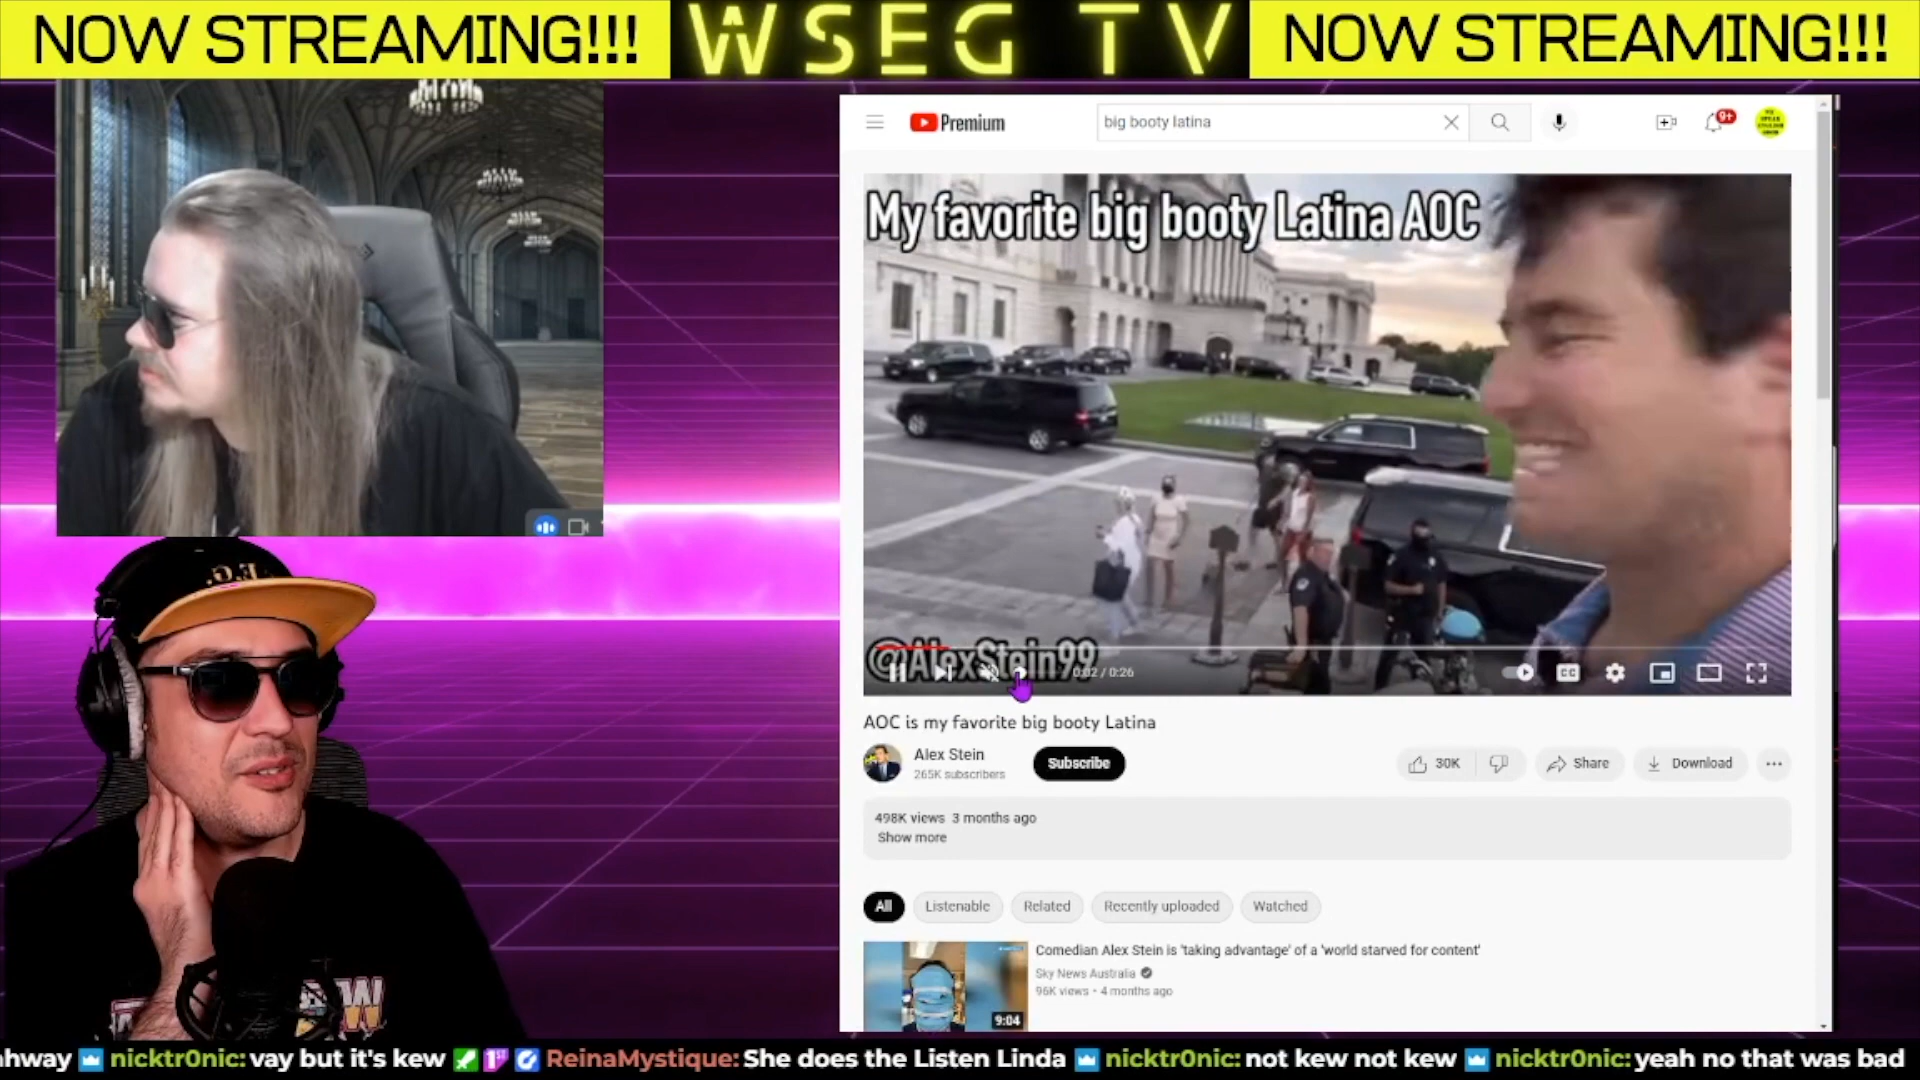 NOW STREAMING!!!
WSEG TV
NOW STREAMING!!!
Premium
big booty latina
9+
My favorite big booty Latina AOC
@AlexStein99
0:02 / 0:26
CC
AOC is my favorite big booty Latina
Alex Stein
265K subscribers
Subscribe
30K
Share
Download
498K views 3 months ago
Show more
All
Listenable
Related
Recently uploaded
Watched
Comedian Alex Stein is 'taking advantage' of a 'world starved for content'
Sky News Australia
96K views • 4 months ago
9:04
.E.G.
ahway nicktr0nic: vay but it's kew ReinaMystique: She does the Listen Linda nicktr0nic: not kew not kew nicktr0nic: yeah no that was bad